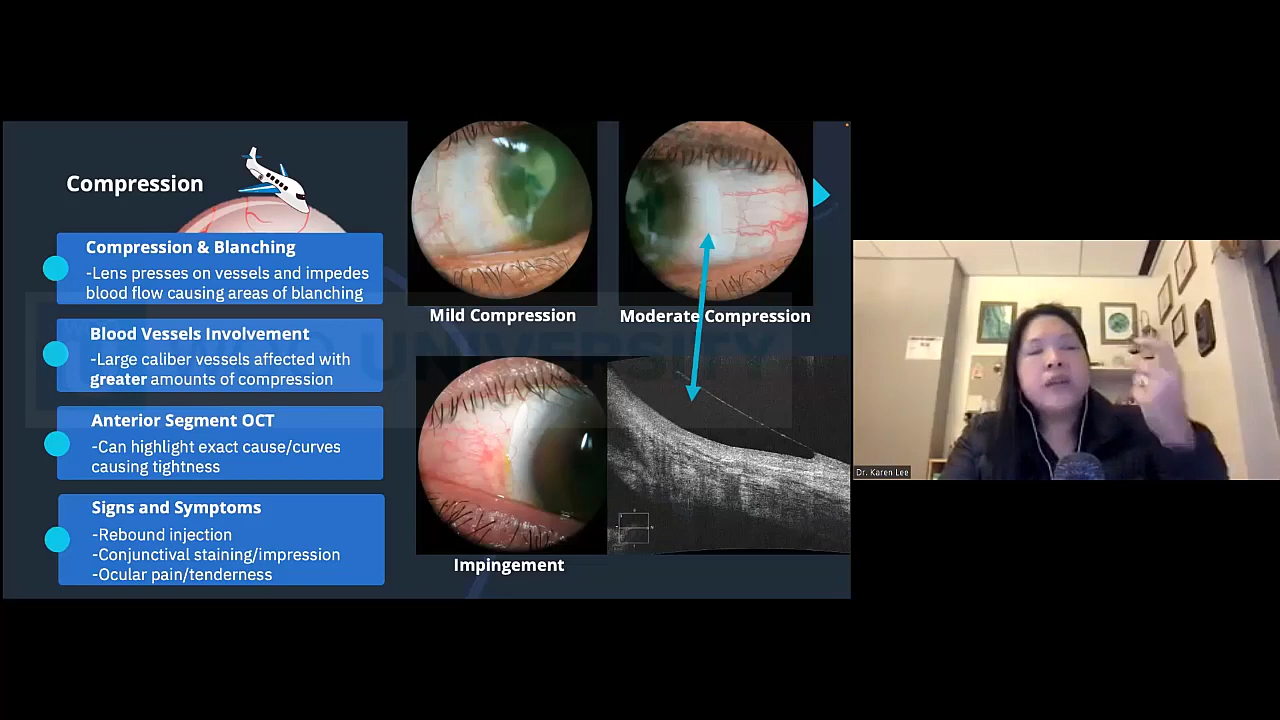 Compression
Compression & Blanching
-Lens presses on vessels and impedes
blood flow causing areas of blanching
Blood Vessels Involvement
-Large caliber vessels affected with
greater amounts of compression
Anterior Segment OCT
-Can highlight exact cause/curves
causing tightness
Signs and Symptoms
-Rebound injection
-Conjunctival staining/impression
-Ocular pain/tenderness
Mild Compression
Moderate Compression
Impingement
UNIVERSITY
Dr. Karen Lee